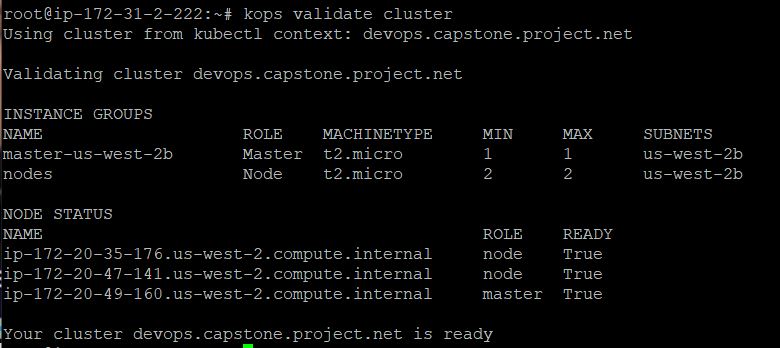 root@ip-172-31-2-222:~# kops validate cluster
Using cluster from kubectl context: devops.capstone.project.net
Validating cluster devops.capstone.project.net
INSTANCE GROUPS
NAME ROLE MACHINETYPE MIN MAX SUBNETS
master-us-west-2b Master t2.micro 1 1 us-west-2b
nodes Node t2.micro 2 2 us-west-2b
NODE STATUS
NAME ROLE READY
ip-172-20-35-176.us-west-2.compute.internal node True
ip-172-20-47-141.us-west-2.compute.internal node True
ip-172-20-49-160.us-west-2.compute.internal master True
Your cluster devops.capstone.project.net is ready